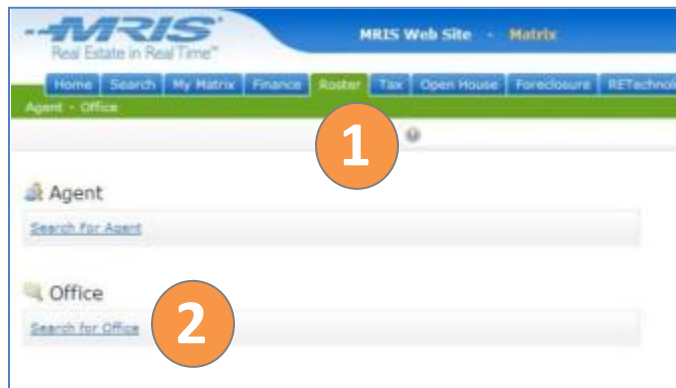 MRIS
Real Estate in Real Time™
MRIS Web Site - Matrix
Home Search My Matrix Finance Roster Tax Open House Foreclosure RETechnol
Agent · Office
1
Agent
Search for Agent
Office
Search for Office
2